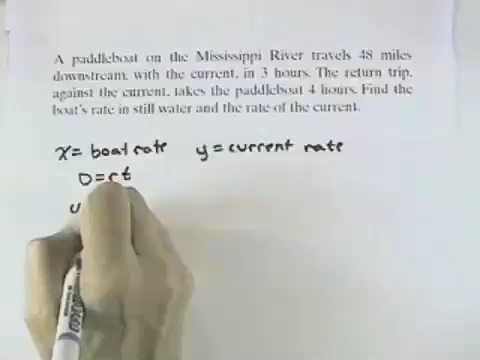 A paddleboat on the Mississippi River travels 48 miles
downstream, with the current, in 3 hours. The return trip,
against the current, takes the paddleboat 4 hours. Find the
boat's rate in still water and the rate of the current.
x = boat rate y = current rate
D = rt